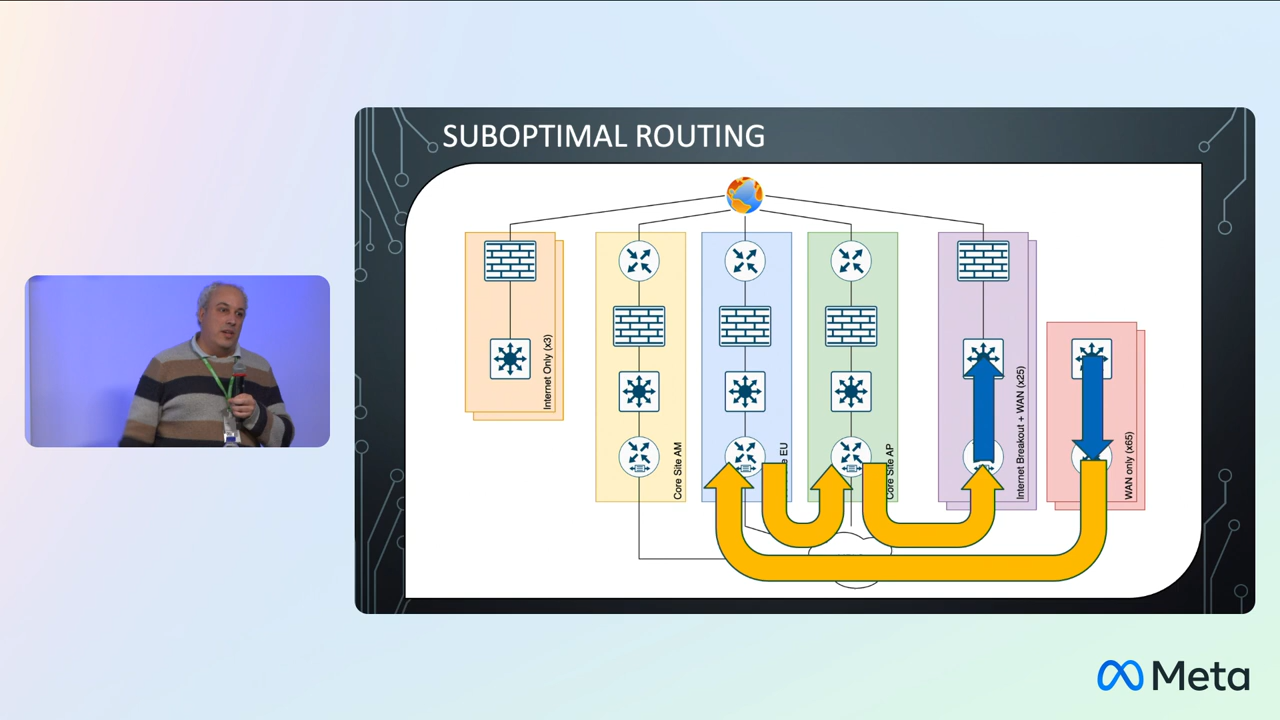 SUBOPTIMAL ROUTING
Internet Only (x3)
Core Site AM
EU
Core Site AP
Internet Breakout + WAN (x25)
WAN only (x65)
Meta